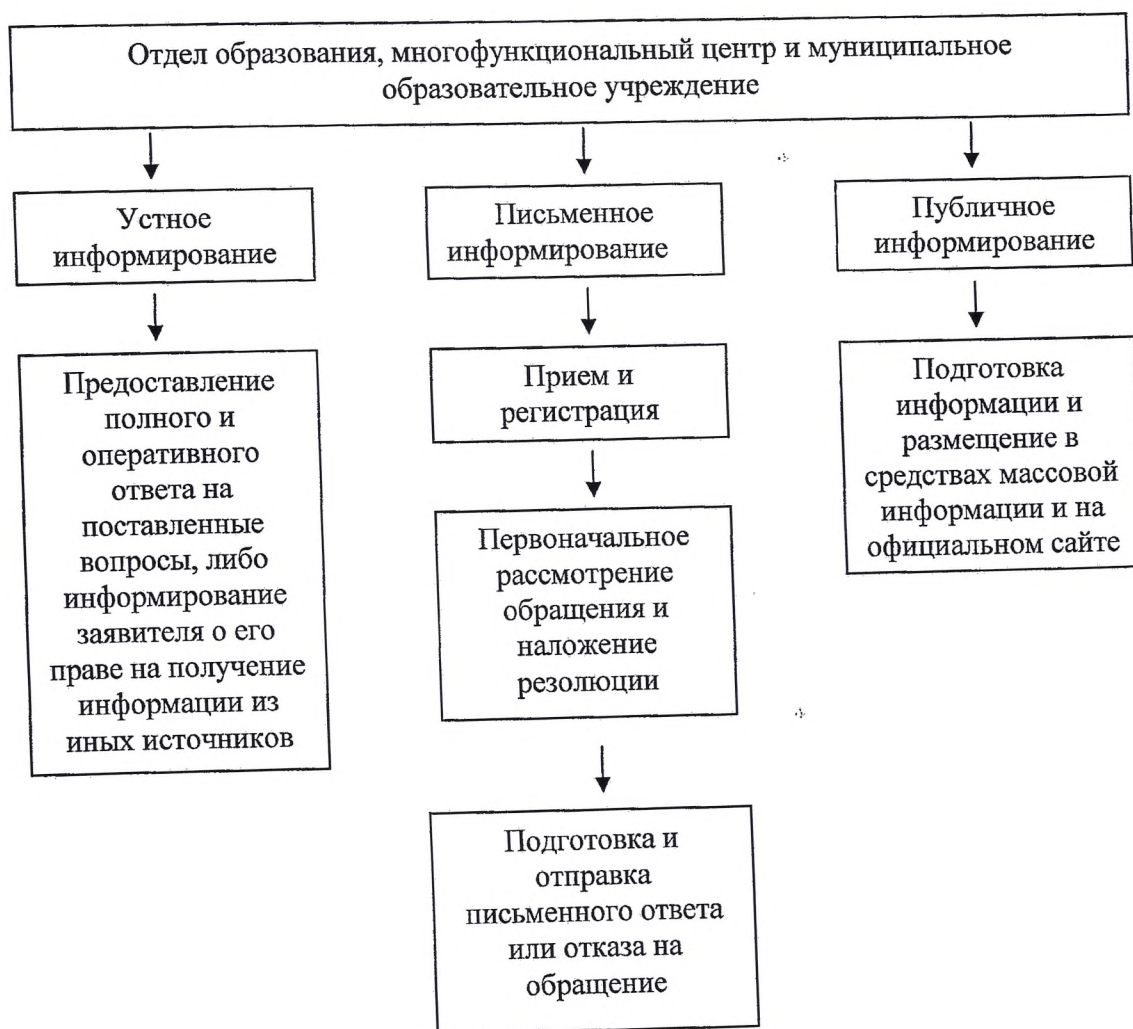 Отдел образования, многофункциональный центр и муниципальное
образовательное учреждение
Устное
информирование
Письменное
информирование
Публичное
информирование
Предоставление
полного и
оперативного
ответа на
поставленные
вопросы, либо
информирование
заявителя о его
праве на получение
информации из
иных источников
Прием и
регистрация
Первоначальное
рассмотрение
обращения и
наложение
резолюции
Подготовка и
отправка
письменного ответа
или отказа на
обращение
Подготовка
информации и
размещение в
средствах массовой
информации и на
официальном сайте